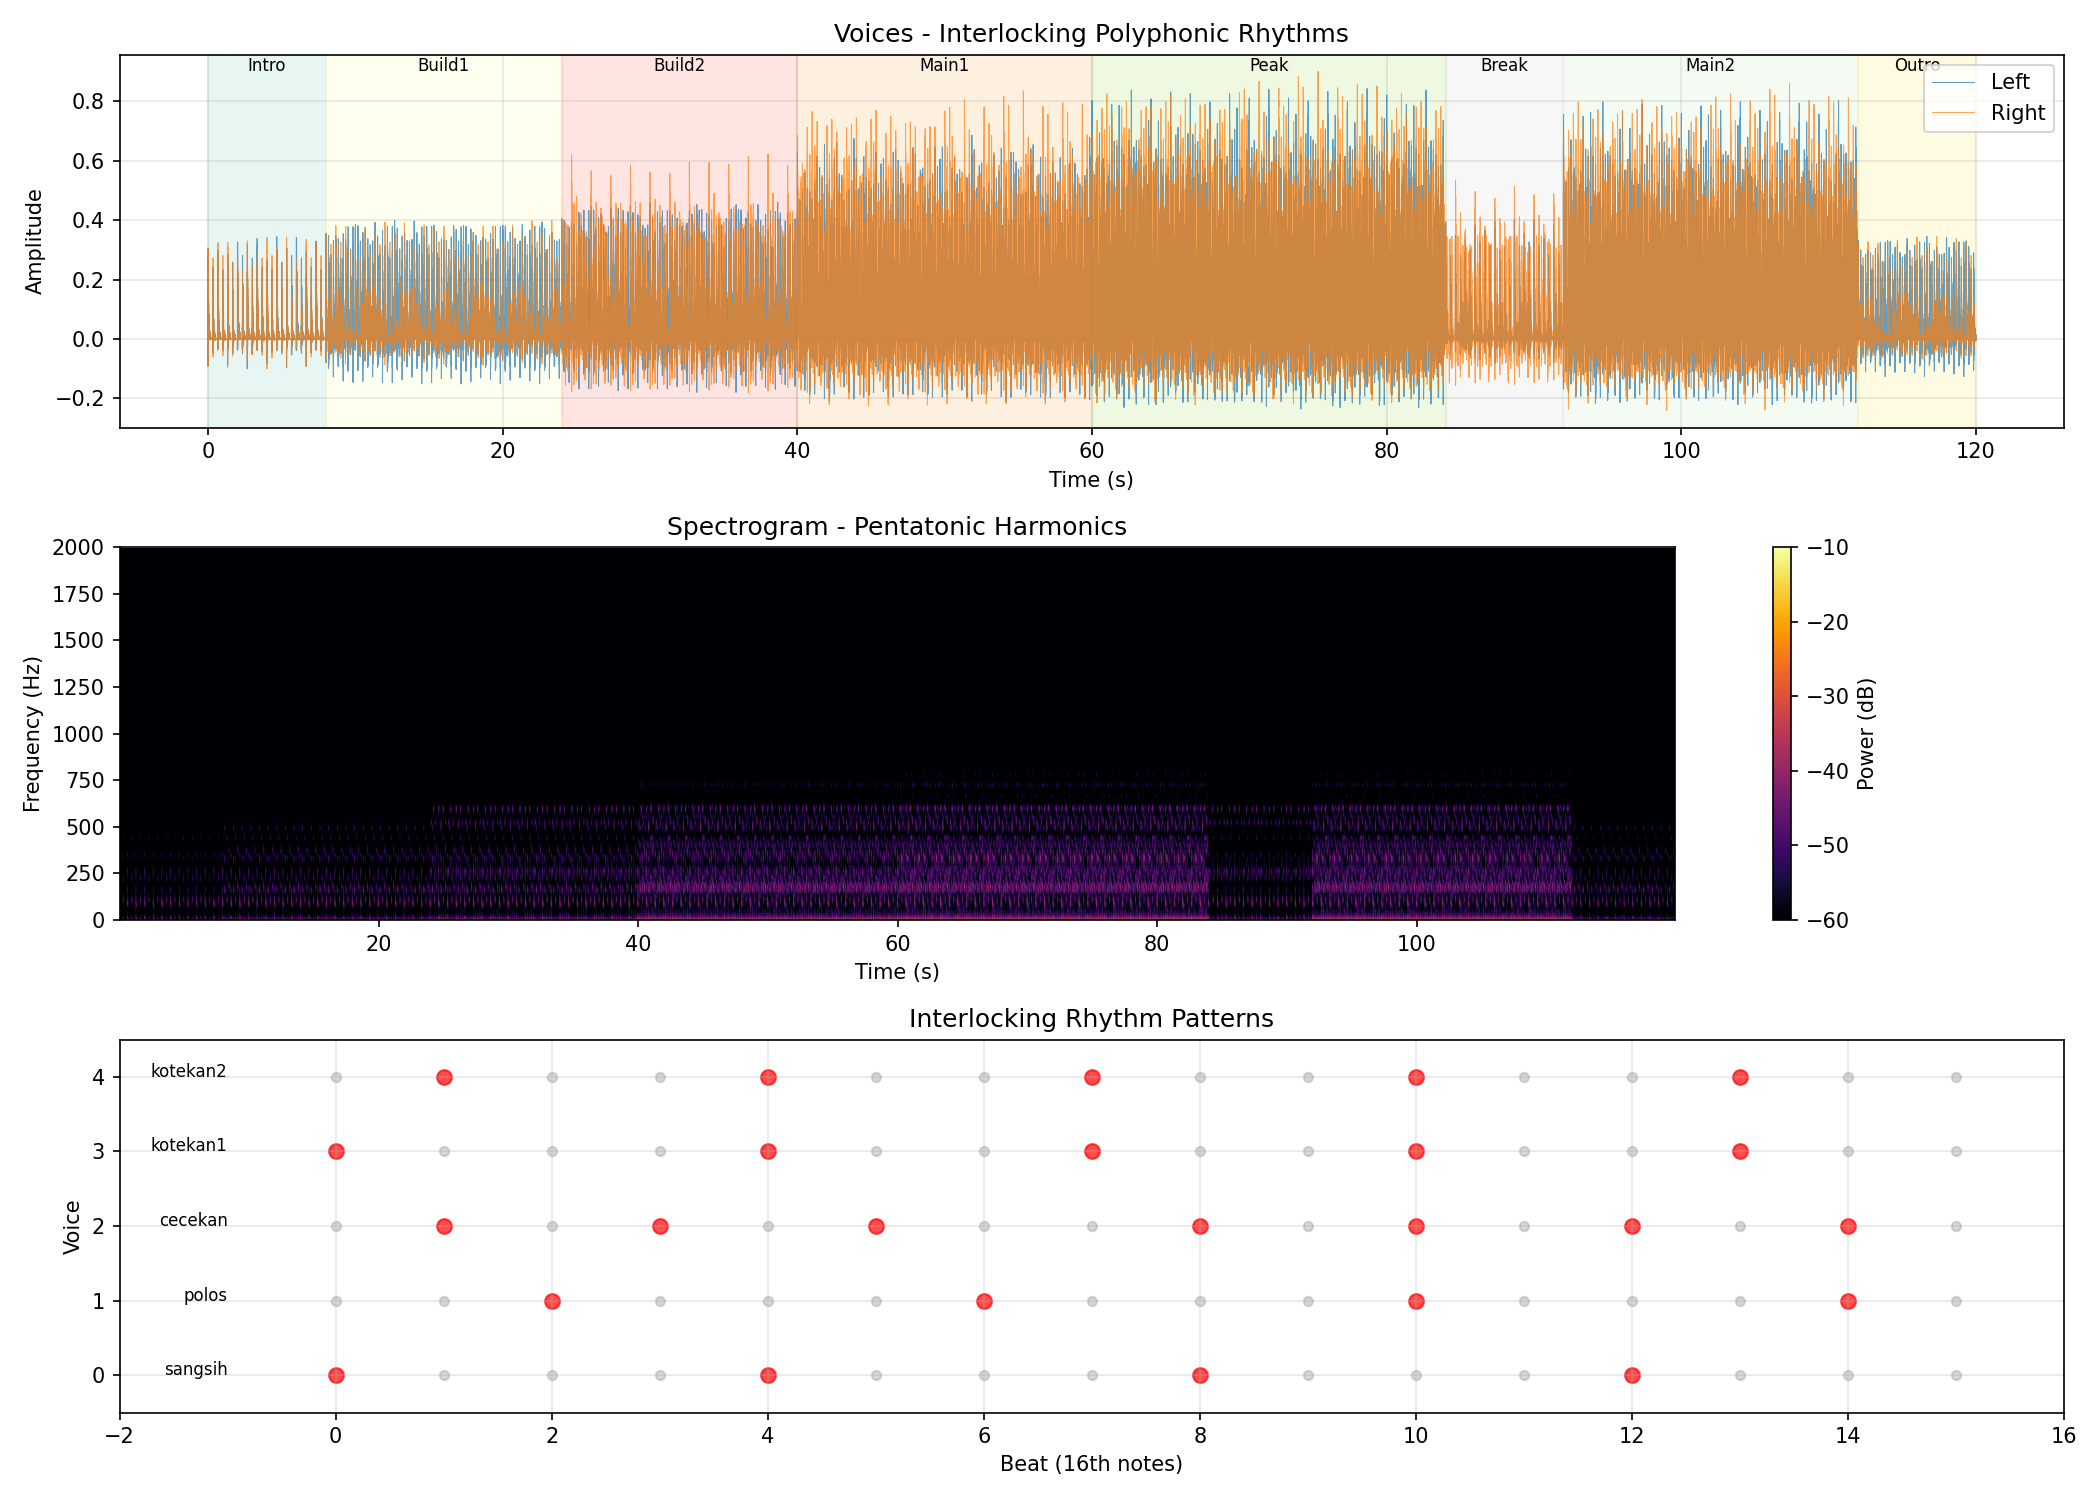 Voices - Interlocking Polyphonic Rhythms
Intro Build1 Build2 Main1 Peak Break Main2 Outro
Left
Right
0.8
0.6
0.4
0.2
0.0
−0.2
Amplitude
0 20 40 60 80 100 120
Time (s)
Spectrogram - Pentatonic Harmonics
2000
1750
1500
1250
1000
750
500
250
0
Frequency (Hz)
20 40 60 80 100
Time (s)
−10
−20
−30
−40
−50
−60
Power (dB)
Interlocking Rhythm Patterns
4 kotekan2
3 kotekan1
2 cecekan
1 polos
0 sangsih
Voice
−2 0 2 4 6 8 10 12 14 16
Beat (16th notes)